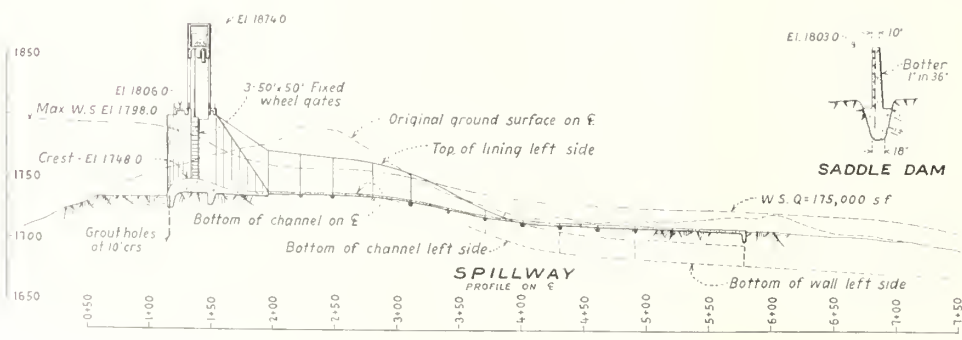 El 1874.0
1850
El 1806.0
3-50'x50' Fixed
wheel gates
Max W.S El 1798.0
Original ground surface on ℄
Top of lining left side
Crest - El 1748.0
1750
Bottom of channel on ℄
Grout holes
at 10' crs
1700
Bottom of channel left side
W.S. Q = 175,000 s f
SPILLWAY
PROFILE ON ℄
Bottom of wall left side
1650
0+50
1+00
1+50
2+00
2+50
3+00
3+50
4+00
4+50
5+00
5+50
6+00
6+50
7+00
7+50
El. 1803.0
10"
Batter
1" in 36"
18"
SADDLE DAM